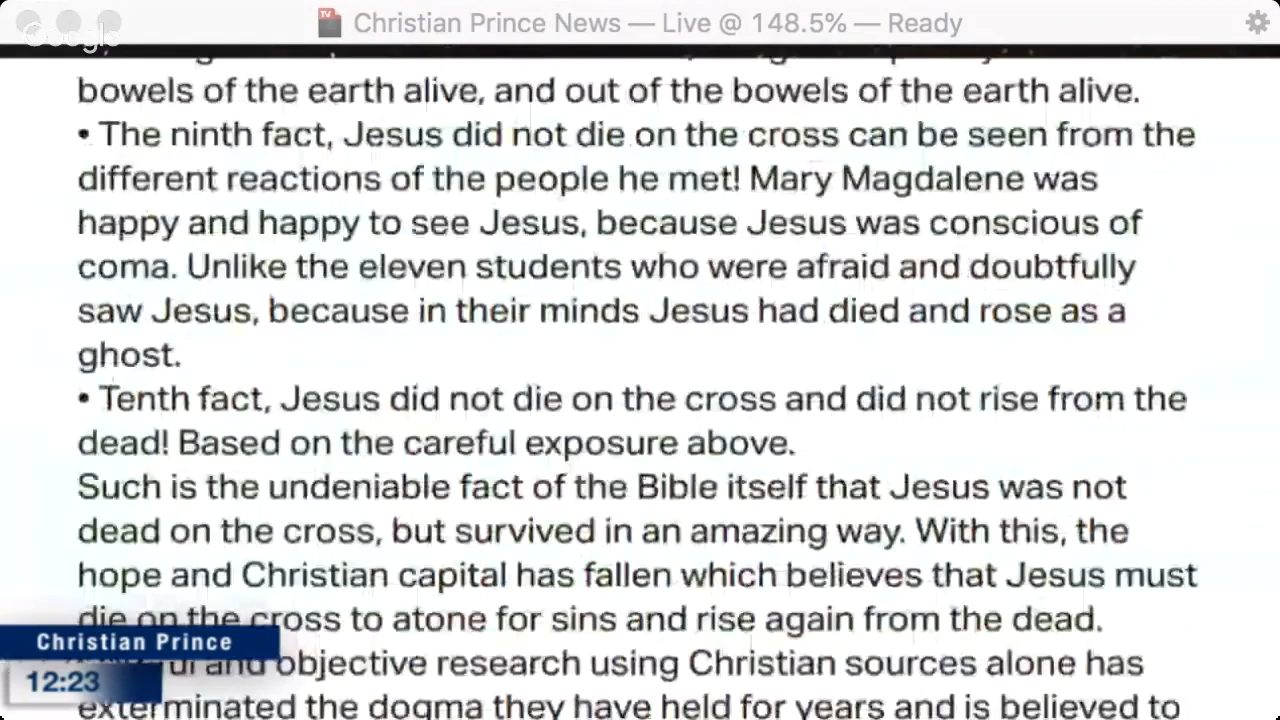 Christian Prince News — Live @ 148.5% — Ready
Google
bowels of the earth alive, and out of the bowels of the earth alive.
• The ninth fact, Jesus did not die on the cross can be seen from the
different reactions of the people he met! Mary Magdalene was
happy and happy to see Jesus, because Jesus was conscious of
coma. Unlike the eleven students who were afraid and doubtfully
saw Jesus, because in their minds Jesus had died and rose as a
ghost.
• Tenth fact, Jesus did not die on the cross and did not rise from the
dead! Based on the careful exposure above.
Such is the undeniable fact of the Bible itself that Jesus was not
dead on the cross, but survived in an amazing way. With this, the
hope and Christian capital has fallen which believes that Jesus must
die on the cross to atone for sins and rise again from the dead.
Christian Prince
and objective research using Christian sources alone has
12:23
exterminated the dogma they have held for years and is believed to